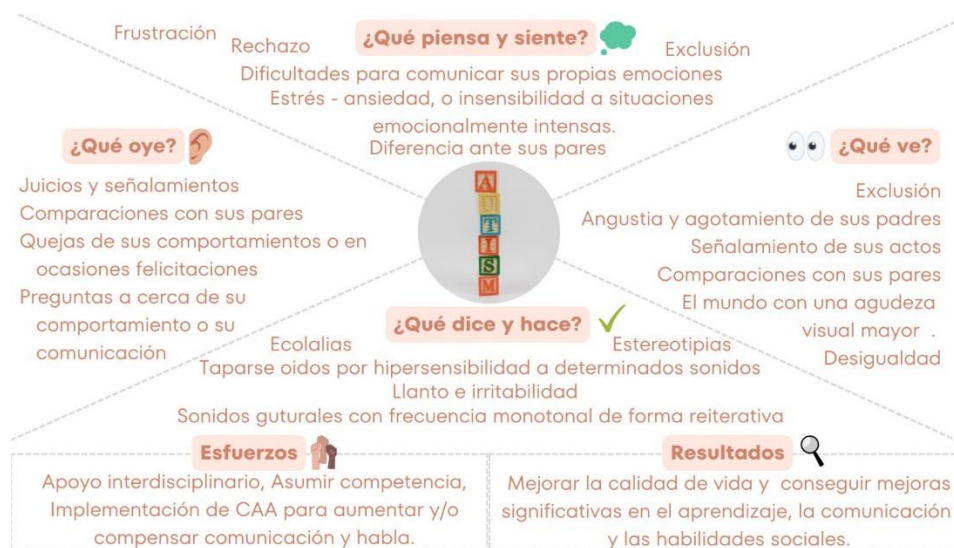 ¿Qué piensa y siente?
Frustración
Rechazo
Exclusión
Dificultades para comunicar sus propias emociones
Estrés - ansiedad, o insensibilidad a situaciones
emocionalmente intensas.
Diferencia ante sus pares
¿Qué oye?
Juicios y señalamientos
Comparaciones con sus pares
Quejas de sus comportamientos o en
ocasiones felicitaciones
Preguntas a cerca de su
comportamiento o su
comunicación
AUTISM
¿Qué ve?
Exclusión
Angustia y agotamiento de sus padres
Señalamiento de sus actos
Comparaciones con sus pares
El mundo con una agudeza
visual mayor .
Desigualdad
¿Qué dice y hace?
Ecolalias
Estereotipias
Taparse oidos por hipersensibilidad a determinados sonidos
Llanto e irritabilidad
Sonidos guturales con frecuencia monotonal de forma reiterativa
Esfuerzos
Apoyo interdisciplinario, Asumir competencia,
Implementación de CAA para aumentar y/o
compensar comunicación y habla.
Resultados
Mejorar la calidad de vida y conseguir mejoras
significativas en el aprendizaje, la comunicación
y las habilidades sociales.